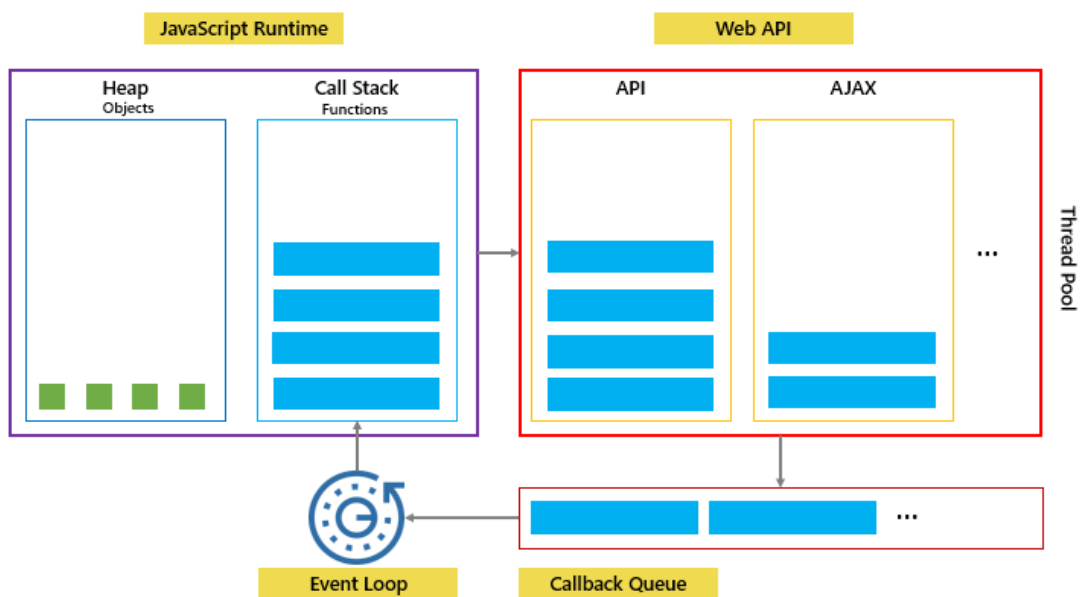 JavaScript Runtime
Web API
Heap
Objects
Call Stack
Functions
API
AJAX
...
Thread Pool
...
Event Loop
Callback Queue